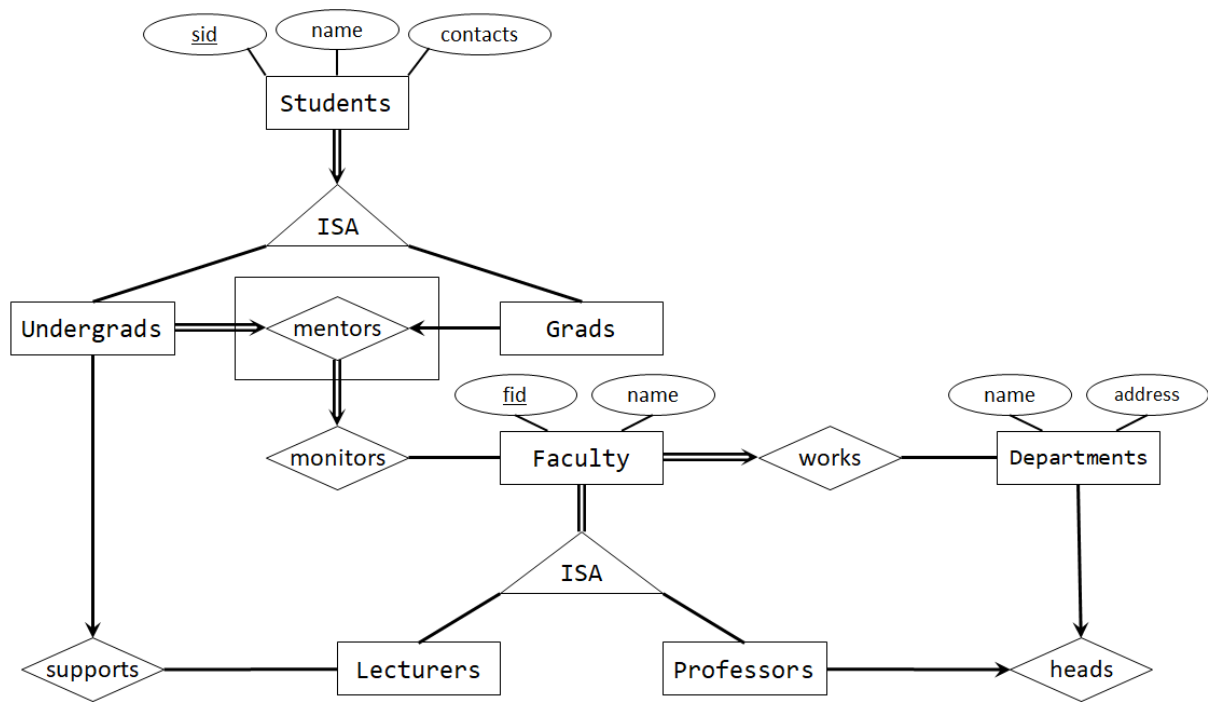 sid
name
contacts
Students
ISA
Undergrads
mentors
Grads
fid
name
name
address
monitors
Faculty
works
Departments
ISA
supports
Lecturers
Professors
heads